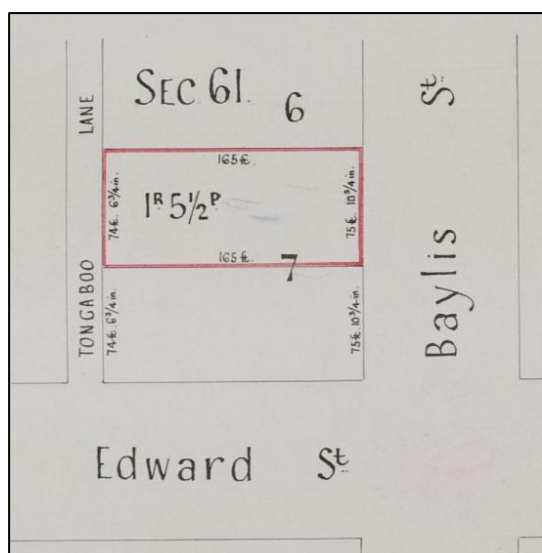 SEC. 61.
6
LANE
TONGABOO
165 ft.
1ᴿ 5½ᴾ
74 ft. 6¾ in.
75 ft. 10¾ in.
165 ft.
7
74 ft. 6¾ in.
75 ft. 10¾ in.
Baylis St.
Edward St.